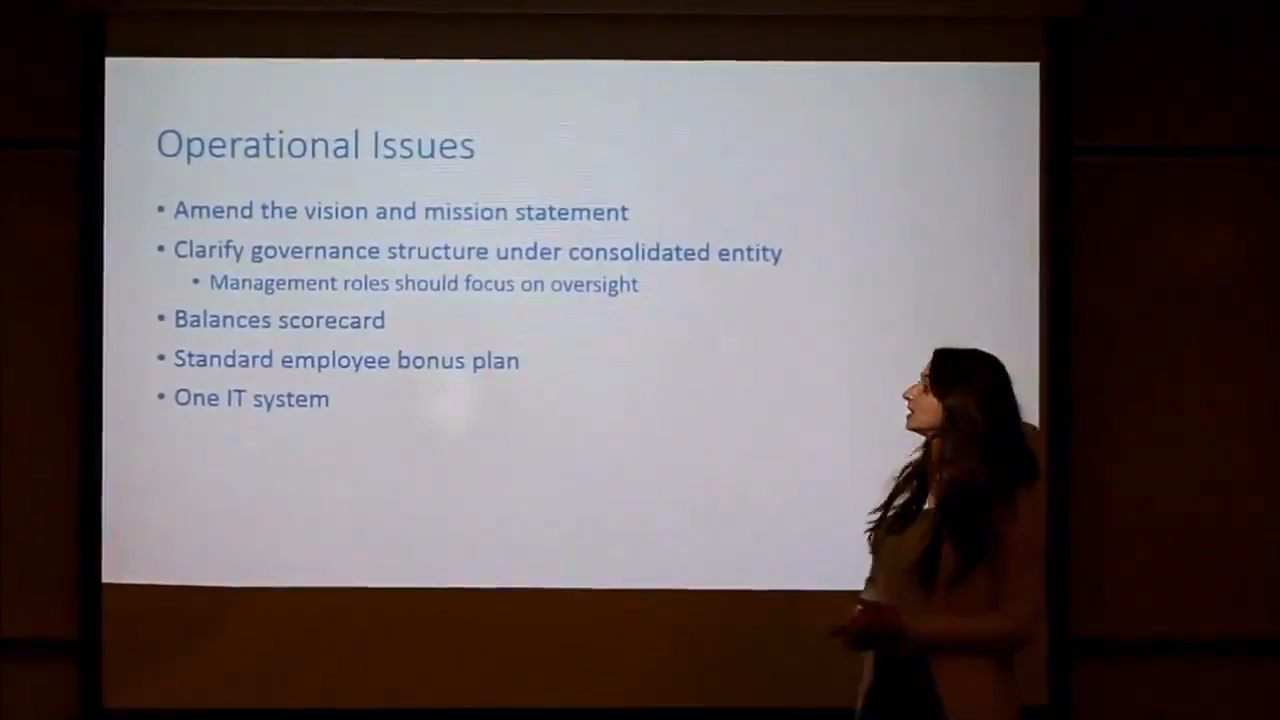 Operational Issues
• Amend the vision and mission statement
• Clarify governance structure under consolidated entity
• Management roles should focus on oversight
• Balances scorecard
• Standard employee bonus plan
• One IT system